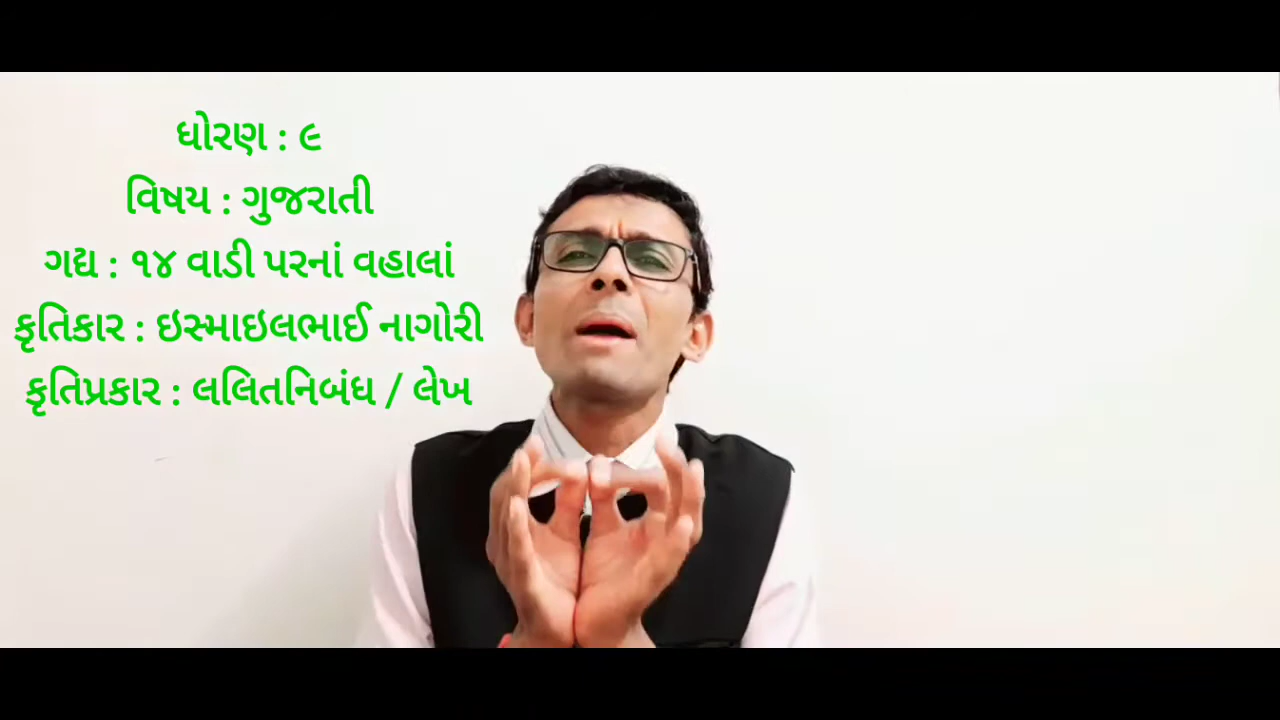 ધોરણ : ૯
વિષય : ગુજરાતી
ગદ્ય : ૧૪ વાડી પરનાં વહાલાં
કૃતિકાર : ઇસ્માઇલભાઈ નાગોરી
કૃતિપ્રકાર : લલિતનિબંધ / લેખ